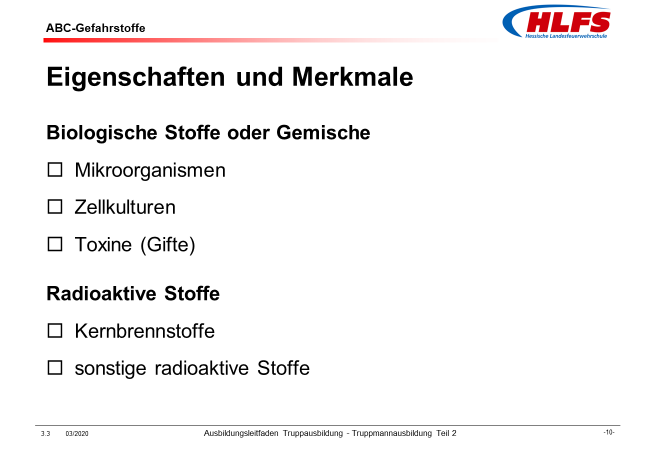 ABC-Gefahrstoffe
HLFS
Hessische Landesfeuerwehrschule
Eigenschaften und Merkmale
Biologische Stoffe oder Gemische
☐ Mikroorganismen
☐ Zellkulturen
☐ Toxine (Gifte)
Radioaktive Stoffe
☐ Kernbrennstoffe
☐ sonstige radioaktive Stoffe
3.3 03/2020 Ausbildungsleitfaden Truppausbildung - Truppmannausbildung Teil 2 -10-